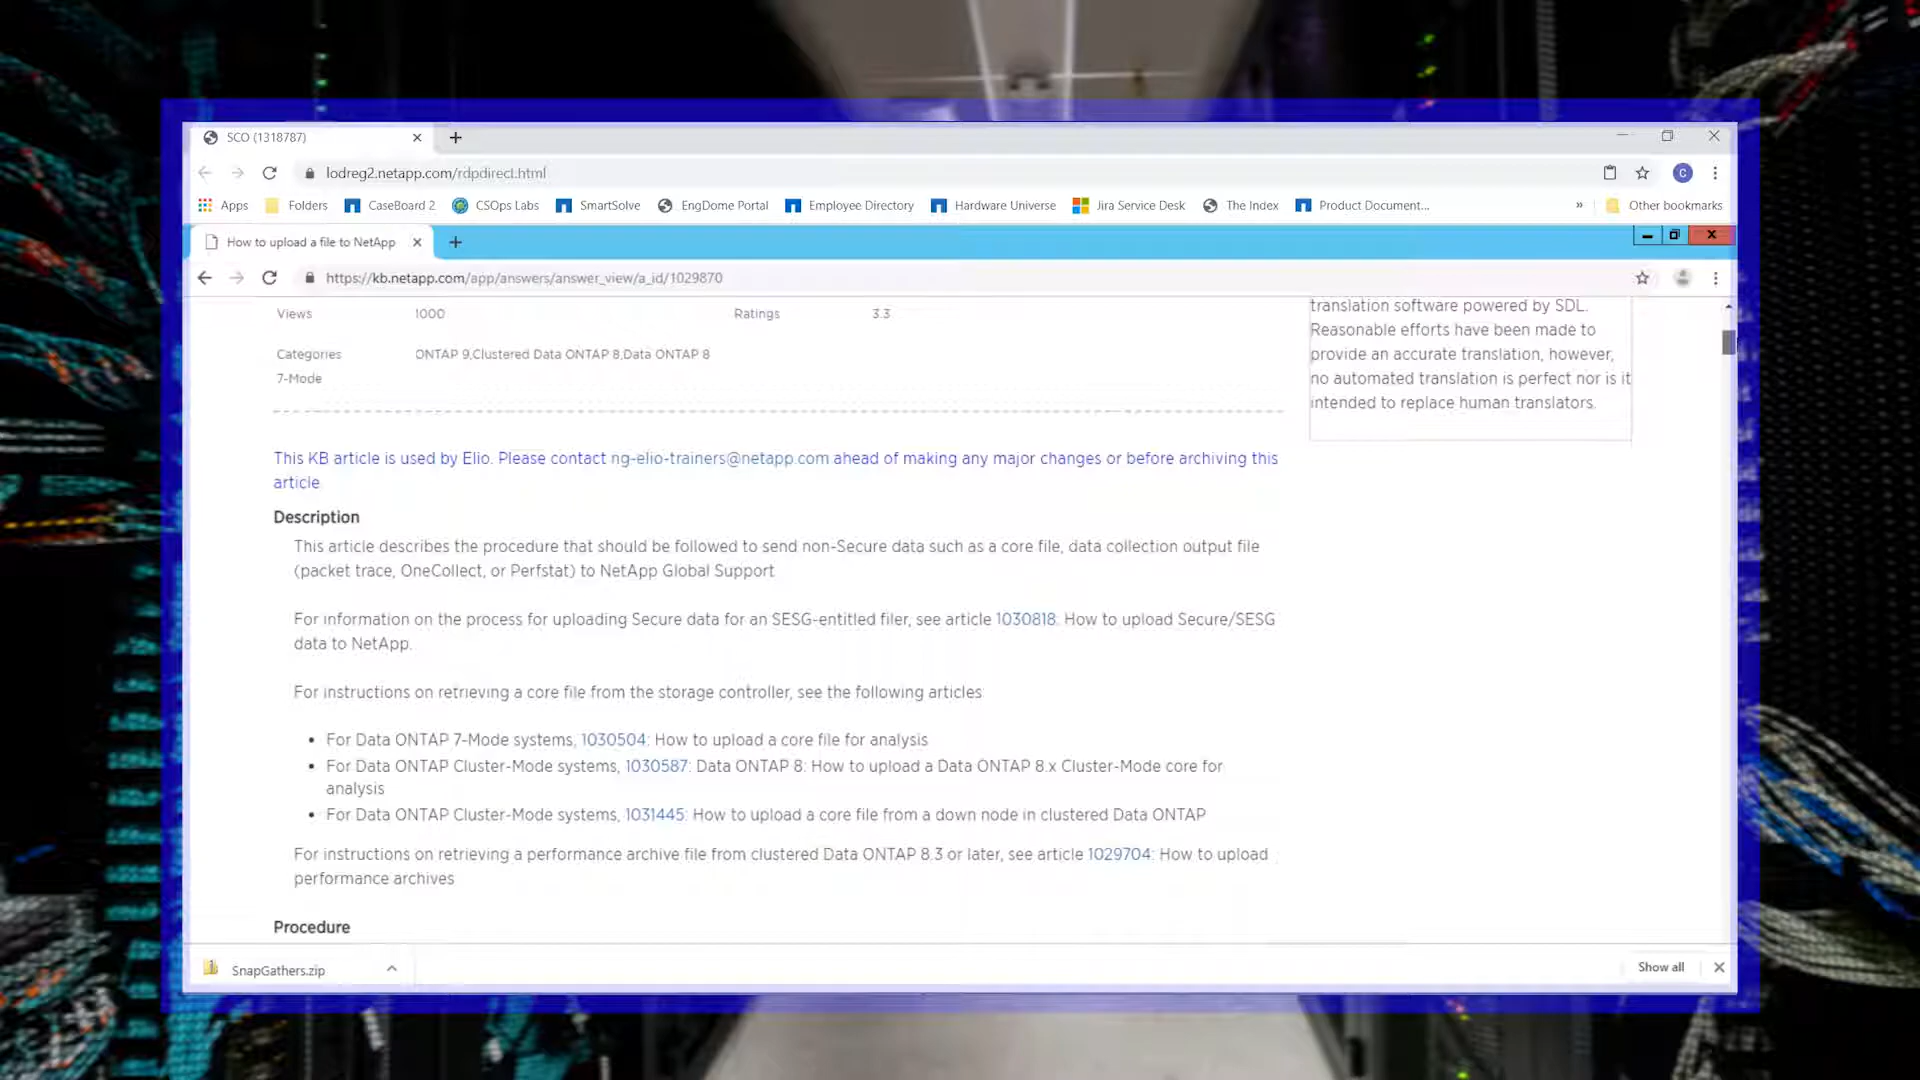 SCO (1318787)
lodreg2.netapp.com/rdpdirect.html
C
Apps Folders CaseBoard 2 CSOps Labs SmartSolve EngDome Portal Employee Directory Hardware Universe Jira Service Desk The Index Product Document... » Other bookmarks
How to upload a file to NetApp
https://kb.netapp.com/app/answers/answer_view/a_id/1029870
Views 1000 Ratings 3.3
Categories ONTAP 9,Clustered Data ONTAP 8,Data ONTAP 8
7-Mode
translation software powered by SDL.
Reasonable efforts have been made to
provide an accurate translation, however,
no automated translation is perfect nor is it
intended to replace human translators.
This KB article is used by Elio. Please contact ng-elio-trainers@netapp.com ahead of making any major changes or before archiving this
article
Description
This article describes the procedure that should be followed to send non-Secure data such as a core file, data collection output file
(packet trace, OneCollect, or Perfstat) to NetApp Global Support
For information on the process for uploading Secure data for an SESG-entitled filer, see article 1030818: How to upload Secure/SESG
data to NetApp.
For instructions on retrieving a core file from the storage controller, see the following articles
• For Data ONTAP 7-Mode systems, 1030504: How to upload a core file for analysis
• For Data ONTAP Cluster-Mode systems, 1030587: Data ONTAP 8: How to upload a Data ONTAP 8.x Cluster-Mode core for
analysis
• For Data ONTAP Cluster-Mode systems, 1031445: How to upload a core file from a down node in clustered Data ONTAP
For instructions on retrieving a performance archive file from clustered Data ONTAP 8.3 or later, see article 1029704: How to upload
performance archives
Procedure
SnapGathers.zip
Show all